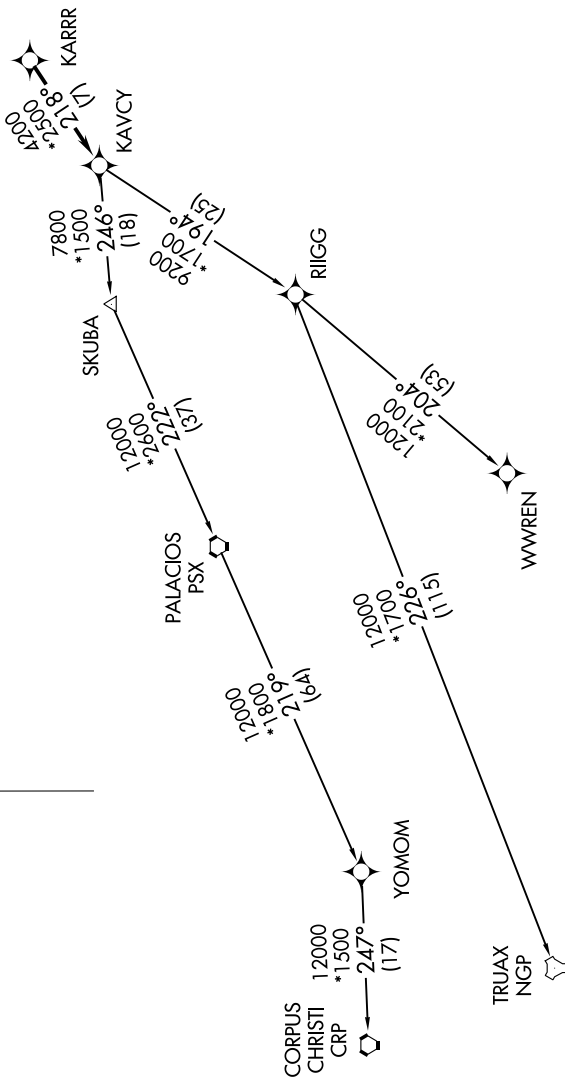 KARRR
4200
*2500
218°
(7)
KAVCY
7800
*1500
246°
(18)
9200
*1700
194°
(25)
SKUBA
RIIGG
12000
*2600
222°
(37)
12000
*2100
204°
(53)
PALACIOS
PSX
WWREN
12000
*1700
226°
(115)
12000
*1800
219°
(64)
YOMOM
12000
*1500
247°
(17)
CORPUS
CHRISTI
CRP
TRUAX
NGP